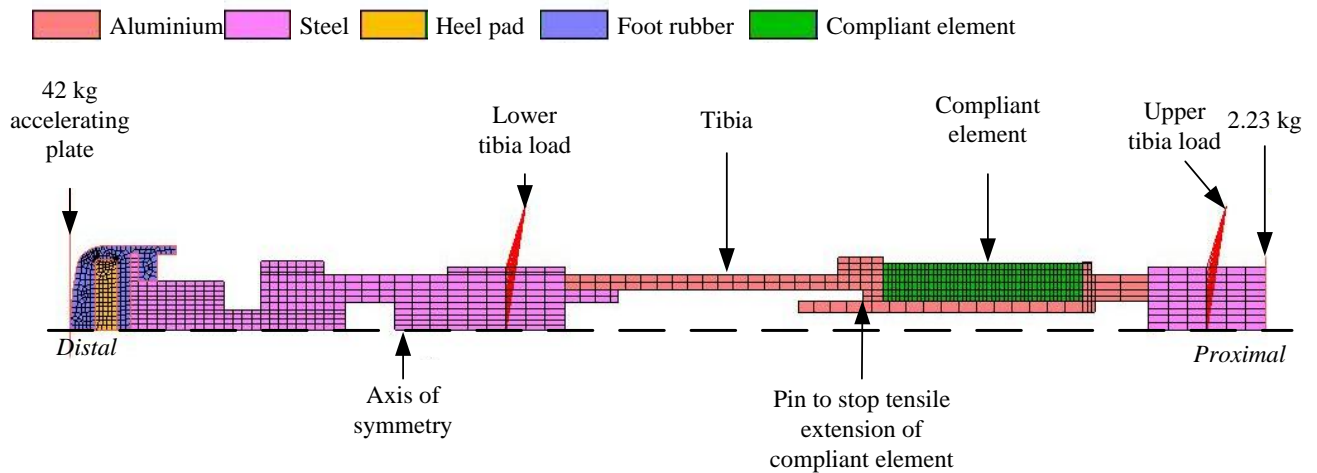 Aluminium Steel Heel pad Foot rubber Compliant element
42 kg
accelerating
plate
Lower
tibia load
Tibia
Compliant
element
Upper
tibia load
2.23 kg
Distal
Proximal
Axis of
symmetry
Pin to stop tensile
extension of
compliant element